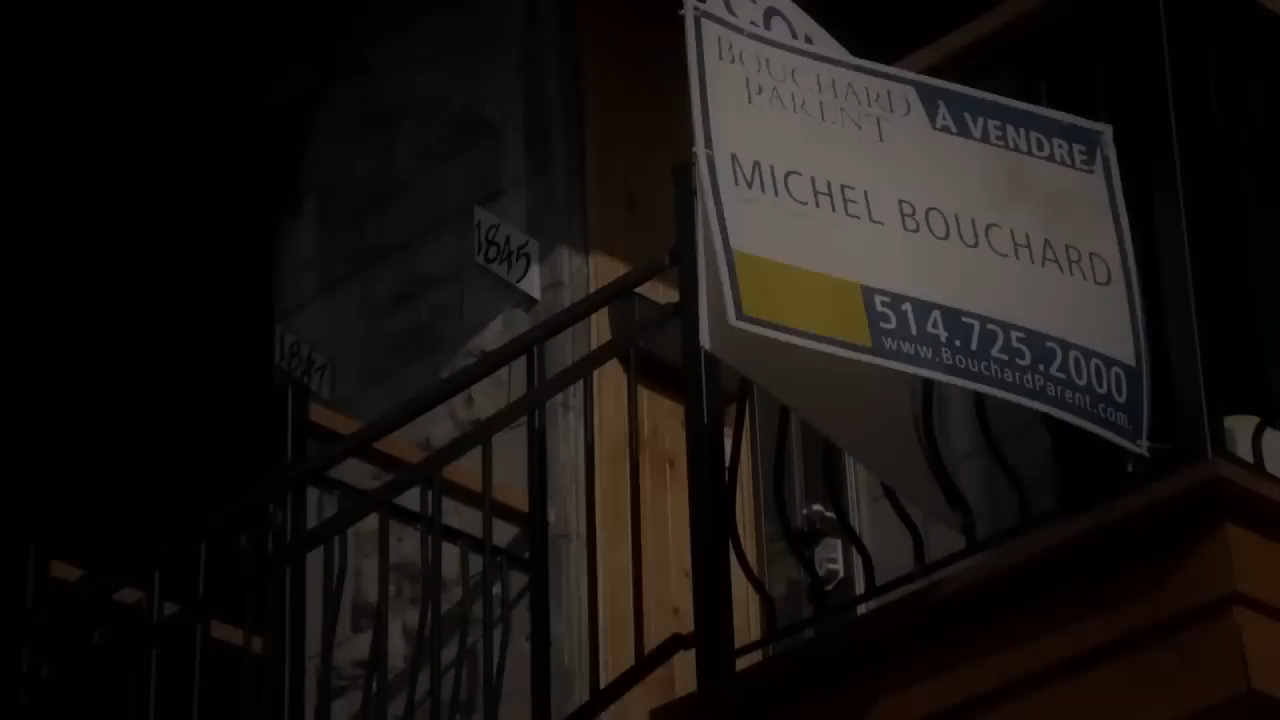 BOUCHARD
PARENT
À VENDRE
MICHEL BOUCHARD
514.725.2000
www.BouchardParent.com
1845